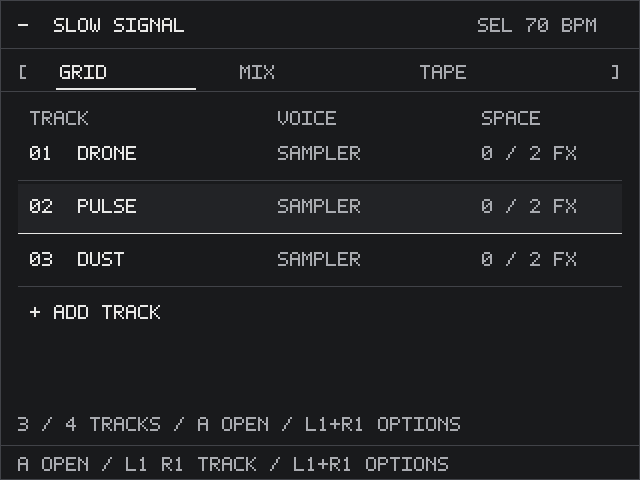 – SLOW SIGNAL SEL 70 BPM
[ GRID MIX TAPE ]
TRACK VOICE SPACE
01 DRONE SAMPLER 0 / 2 FX
02 PULSE SAMPLER 0 / 2 FX
03 DUST SAMPLER 0 / 2 FX
+ ADD TRACK
3 / 4 TRACKS / A OPEN / L1+R1 OPTIONS
A OPEN / L1 R1 TRACK / L1+R1 OPTIONS